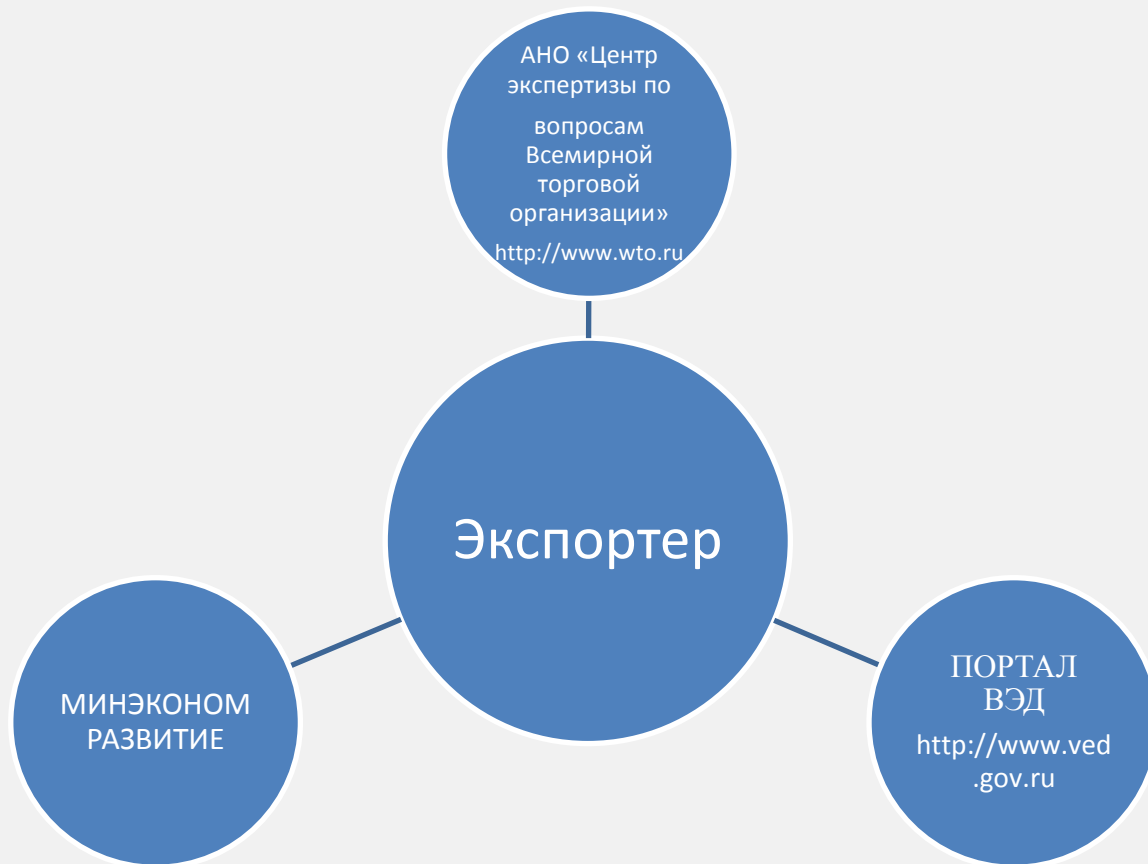 АНО «Центр
экспертизы по
вопросам
Всемирной
торговой
организации»
http://www.wto.ru
Экспортер
МИНЭКОНОМ
РАЗВИТИЕ
ПОРТАЛ
ВЭД
http://www.ved
.gov.ru